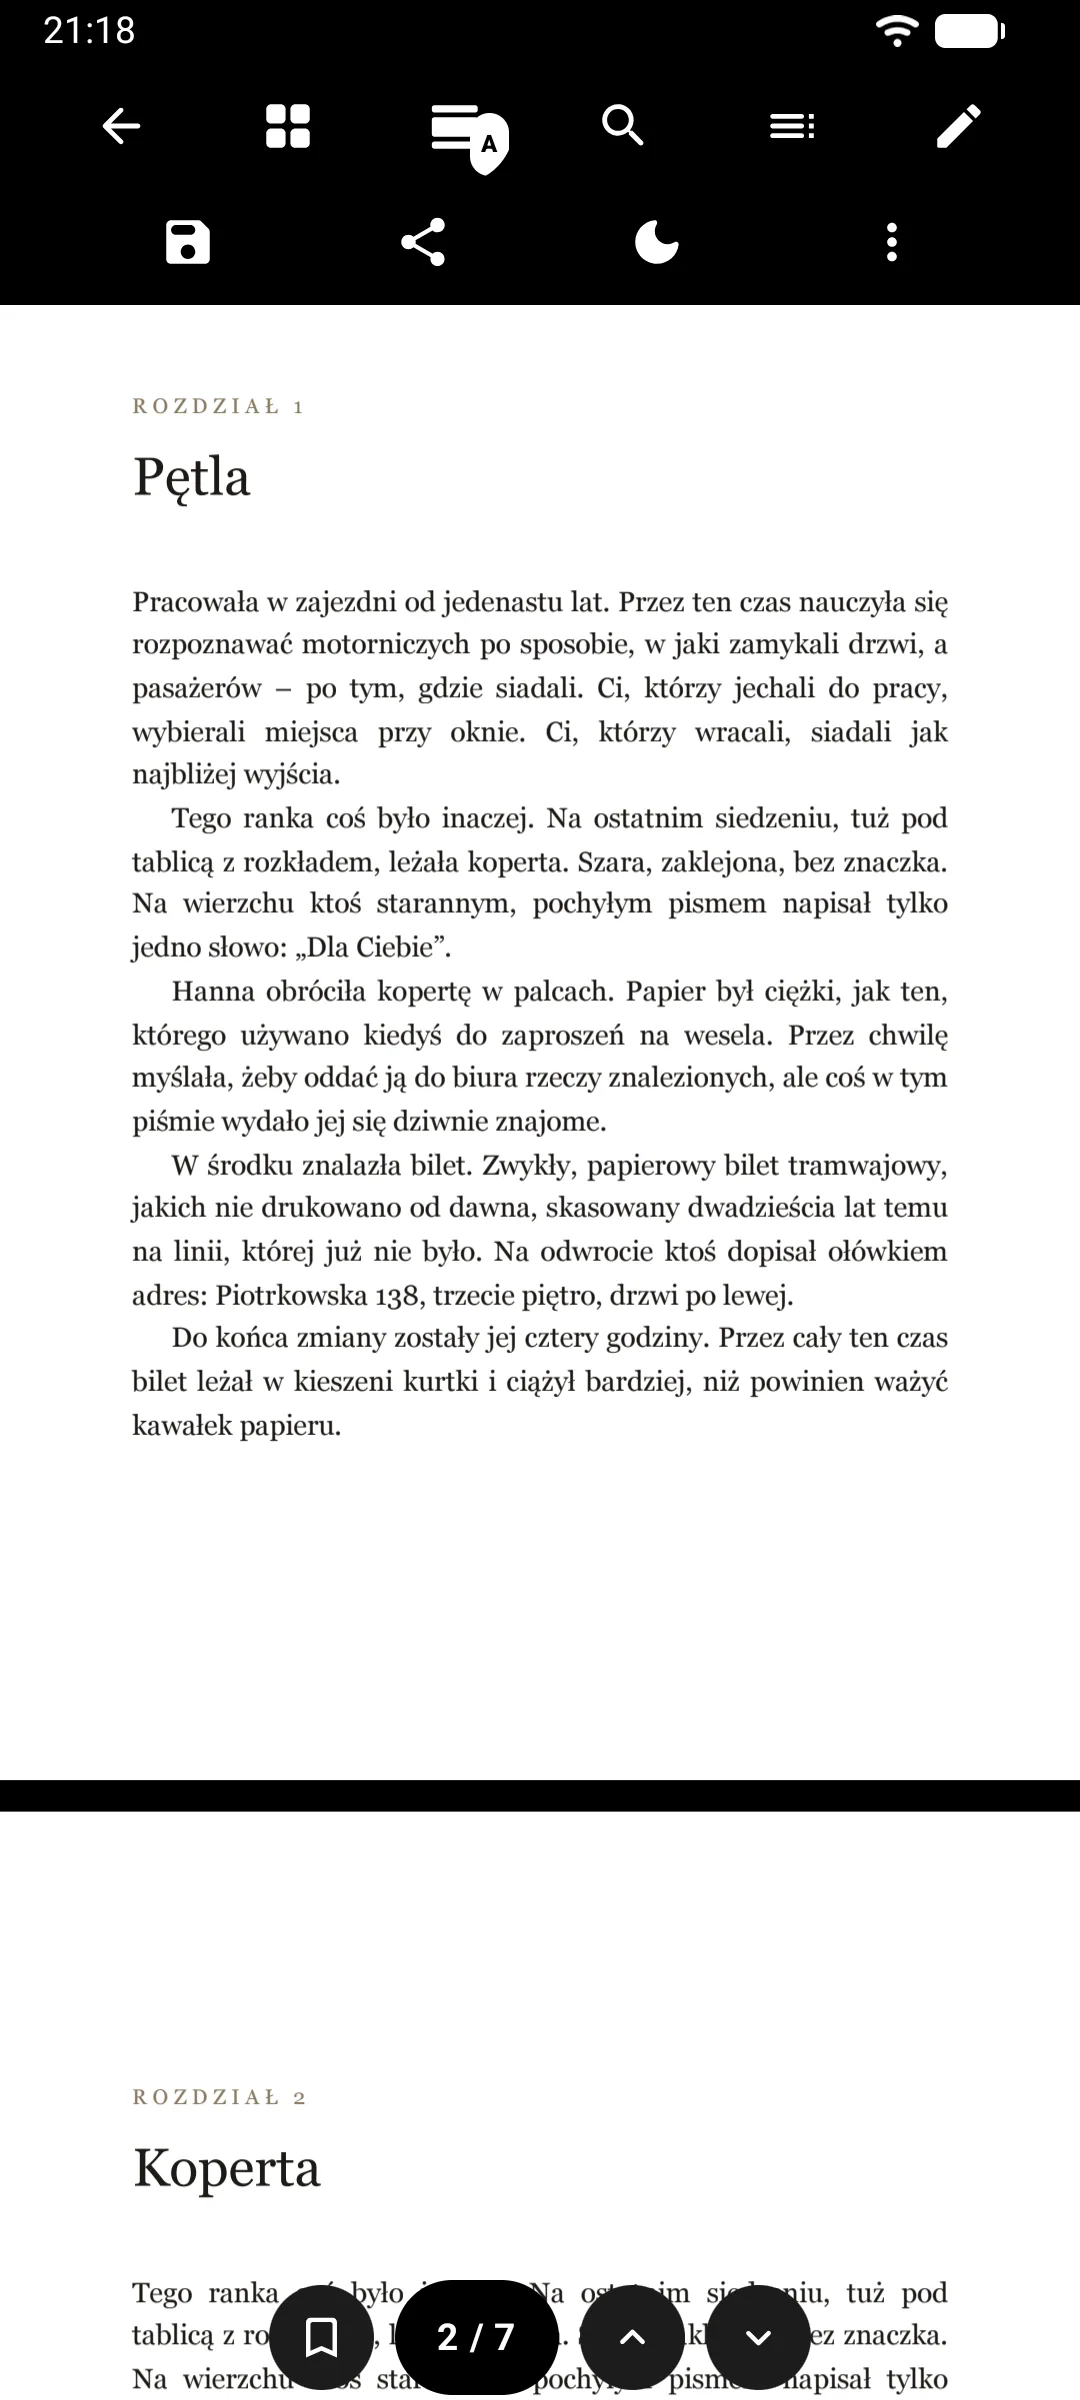 21:18
A
ROZDZIAŁ 1
Pętla
Pracowała w zajezdni od jedenastu lat. Przez ten czas nauczyła się
rozpoznawać motorniczych po sposobie, w jaki zamykali drzwi, a
pasażerów – po tym, gdzie siadali. Ci, którzy jechali do pracy,
wybierali miejsca przy oknie. Ci, którzy wracali, siadali jak
najbliżej wyjścia.
Tego ranka coś było inaczej. Na ostatnim siedzeniu, tuż pod
tablicą z rozkładem, leżała koperta. Szara, zaklejona, bez znaczka.
Na wierzchu ktoś starannym, pochyłym pismem napisał tylko
jedno słowo: „Dla Ciebie”.
Hanna obróciła kopertę w palcach. Papier był ciężki, jak ten,
którego używano kiedyś do zaproszeń na wesela. Przez chwilę
myślała, żeby oddać ją do biura rzeczy znalezionych, ale coś w tym
piśmie wydało jej się dziwnie znajome.
W środku znalazła bilet. Zwykły, papierowy bilet tramwajowy,
jakich nie drukowano od dawna, skasowany dwadzieścia lat temu
na linii, której już nie było. Na odwrocie ktoś dopisał ołówkiem
adres: Piotrkowska 138, trzecie piętro, drzwi po lewej.
Do końca zmiany zostały jej cztery godziny. Przez cały ten czas
bilet leżał w kieszeni kurtki i ciążył bardziej, niż powinien ważyć
kawałek papieru.
ROZDZIAŁ 2
Koperta
Tego ranka było Na tuż pod
tablicą z znaczka.
Na wierzchu napisał tylko
2 / 7